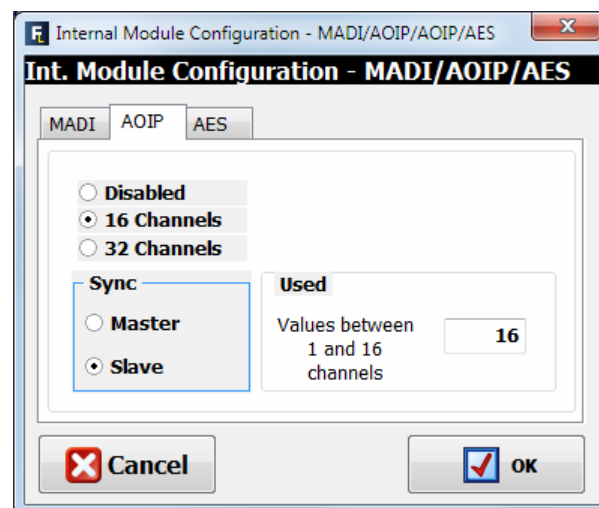 Internal Module Configuration - MADI/AOIP/AOIP/AES
Int. Module Configuration - MADI/AOIP/AES
MADI AOIP AES
Disabled
16 Channels
32 Channels
Sync
Master
Slave
Used
Values between
1 and 16
channels
16
Cancel
OK